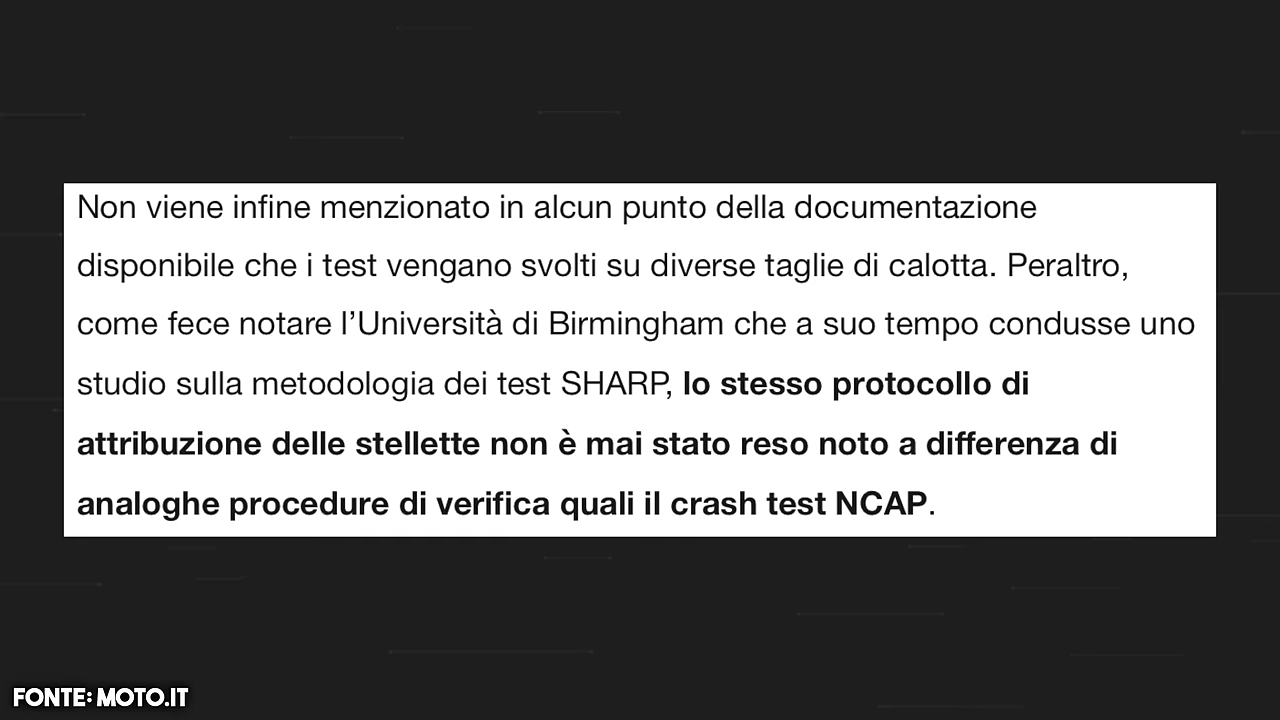 Non viene infine menzionato in alcun punto della documentazione
disponibile che i test vengano svolti su diverse taglie di calotta. Peraltro,
come fece notare l’Università di Birmingham che a suo tempo condusse uno
studio sulla metodologia dei test SHARP, lo stesso protocollo di
attribuzione delle stellette non è mai stato reso noto a differenza di
analoghe procedure di verifica quali il crash test NCAP.
FONTE: MOTO.IT